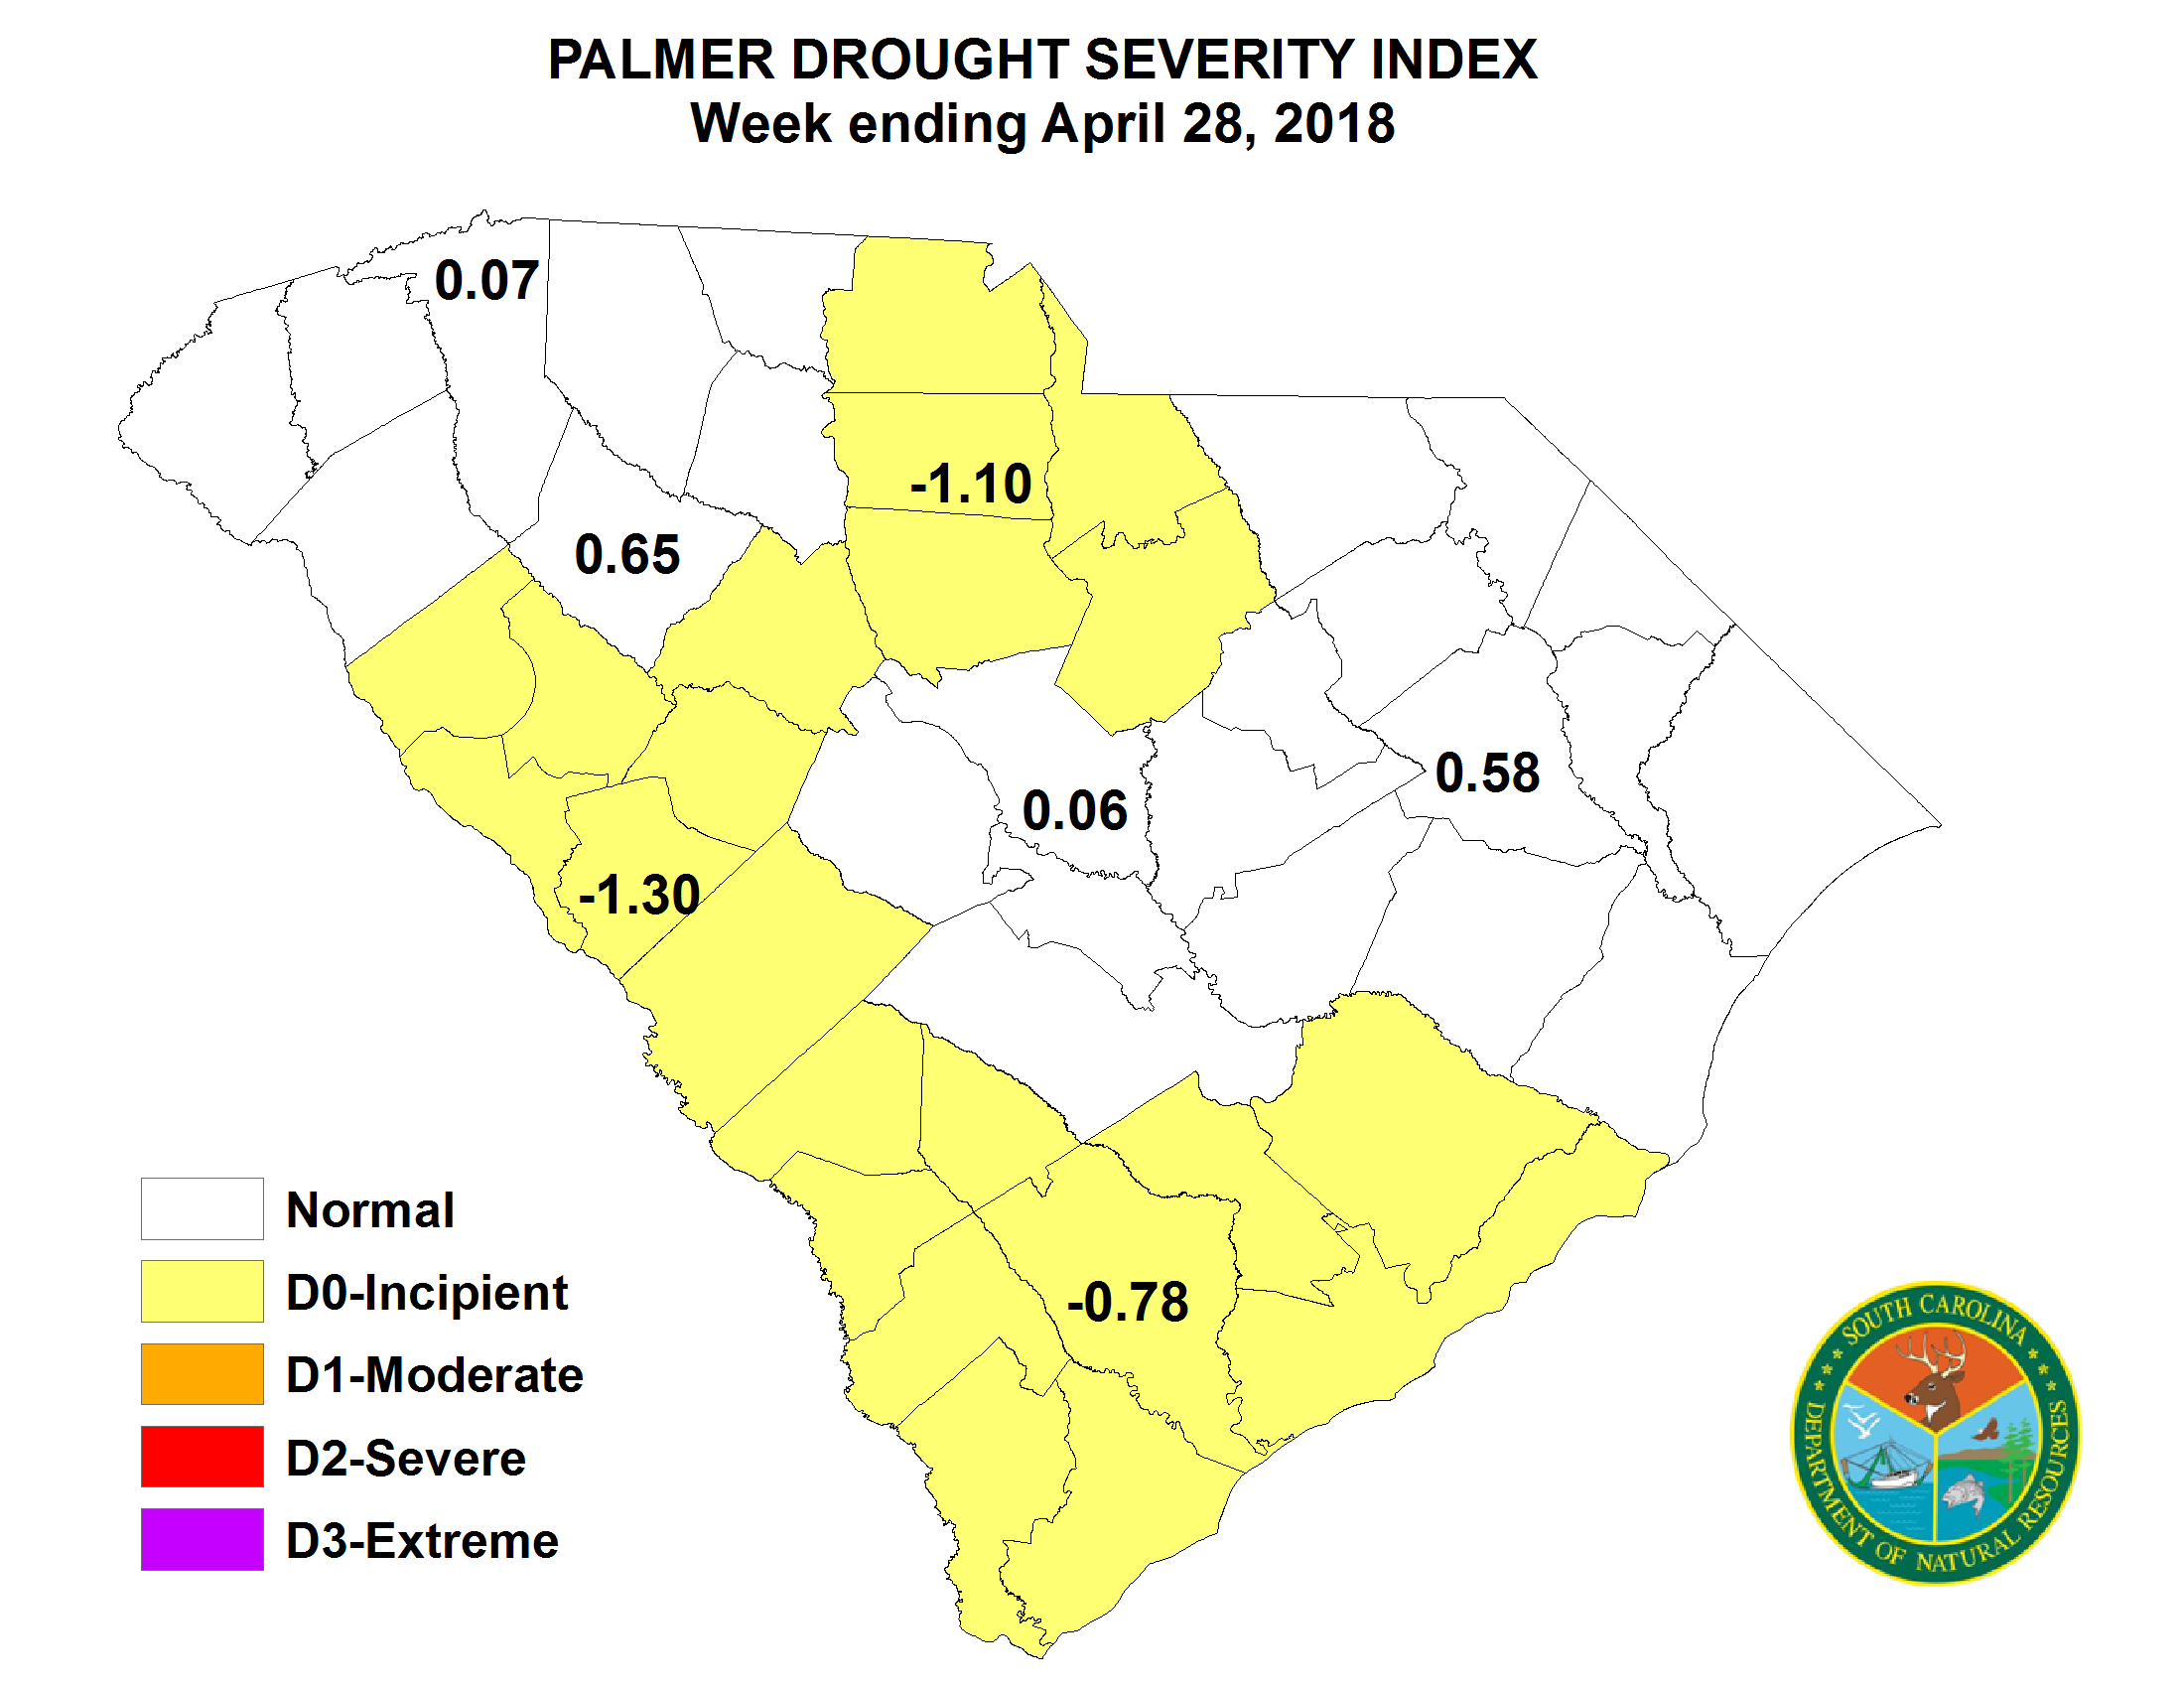 PALMER DROUGHT SEVERITY INDEX
Week ending April 28, 2018
0.07
-1.10
0.65
0.58
0.06
-1.30
-0.78
Normal
D0-Incipient
D1-Moderate
D2-Severe
D3-Extreme
SOUTH CAROLINA
DEPARTMENT OF NATURAL RESOURCES